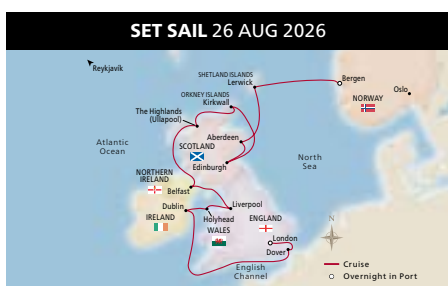 SET SAIL 26 AUG 2026
Reykjavík
SHETLAND ISLANDS
Lerwick
Bergen
ORKNEY ISLANDS
Kirkwall
Oslo
NORWAY
The Highlands
(Ullapool)
Aberdeen
SCOTLAND
Atlantic
Ocean
North
Sea
Edinburgh
NORTHERN
IRELAND
Belfast
Dublin
Liverpool
IRELAND
Holyhead
WALES
ENGLAND
N
London
Dover
English
Channel
Cruise
Overnight in Port